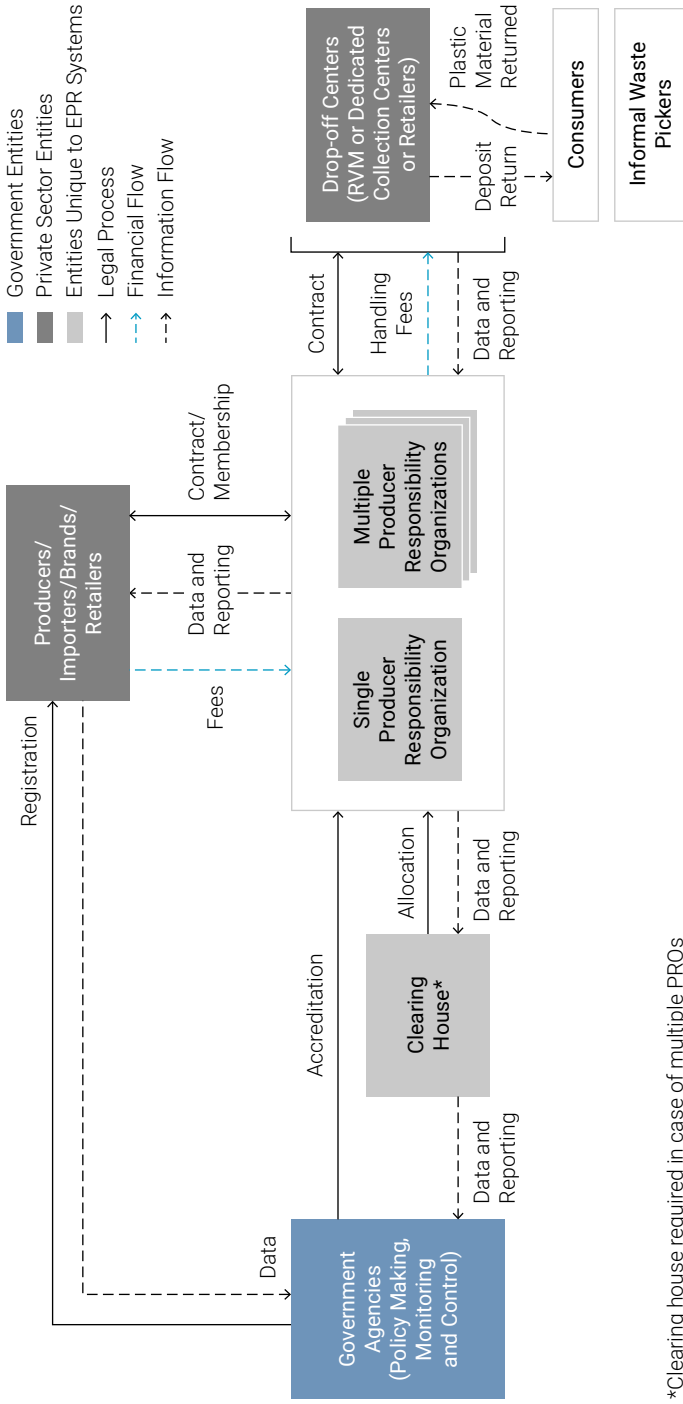 Government Entities
Private Sector Entities
Entities Unique to EPR Systems
Legal Process
Financial Flow
Information Flow
Registration
Producers/
Importers/Brands/
Retailers
Data
Fees
Data and
Reporting
Contract/
Membership
Government
Agencies
(Policy Making,
Monitoring
and Control)
Accreditation
Clearing
House*
Data and
Reporting
Allocation
Data and
Reporting
Single
Producer
Responsibility
Organization
Multiple
Producer
Responsibility
Organizations
Contract
Handling
Fees
Data and
Reporting
Drop-off Centers
(RVM or Dedicated
Collection Centers
or Retailers)
Deposit
Return
Plastic
Material
Returned
Consumers
Informal Waste
Pickers
*Clearing house required in case of multiple PROs